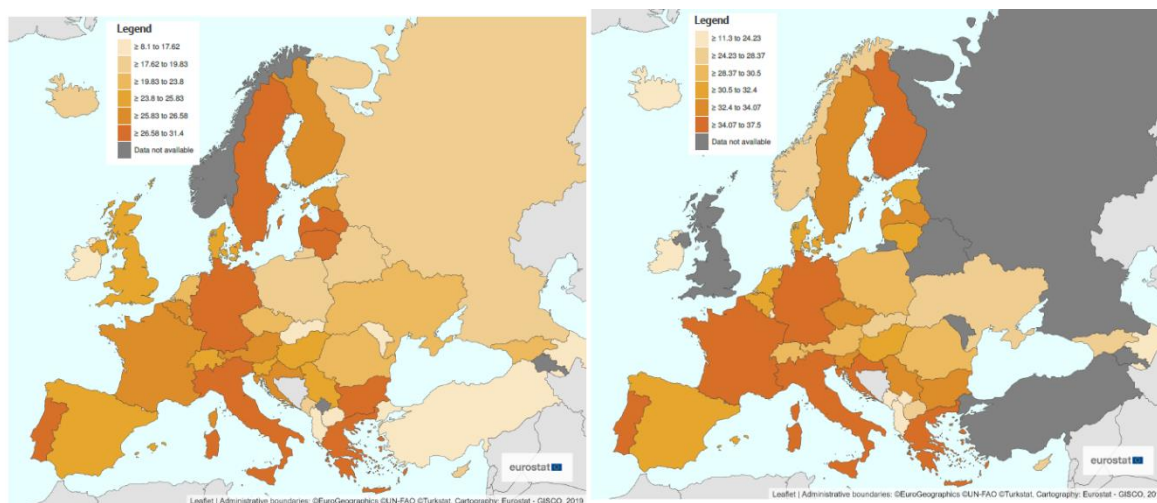 Legend
≥ 8.1 to 17.62
≥ 17.62 to 19.83
≥ 19.83 to 23.8
≥ 23.8 to 25.83
≥ 25.83 to 26.58
≥ 26.58 to 31.4
Data not available
eurostat
Leaflet | Administrative boundaries: ©EuroGeographics ©UN-FAO ©Turkstat, Cartography: Eurostat - GISCO, 2019
Legend
≥ 11.3 to 24.23
≥ 24.23 to 28.37
≥ 28.37 to 30.5
≥ 30.5 to 32.4
≥ 32.4 to 34.07
≥ 34.07 to 37.5
Data not available
eurostat
Leaflet | Administrative boundaries: ©EuroGeographics ©UN-FAO ©Turkstat, Cartography: Eurostat - GISCO, 20